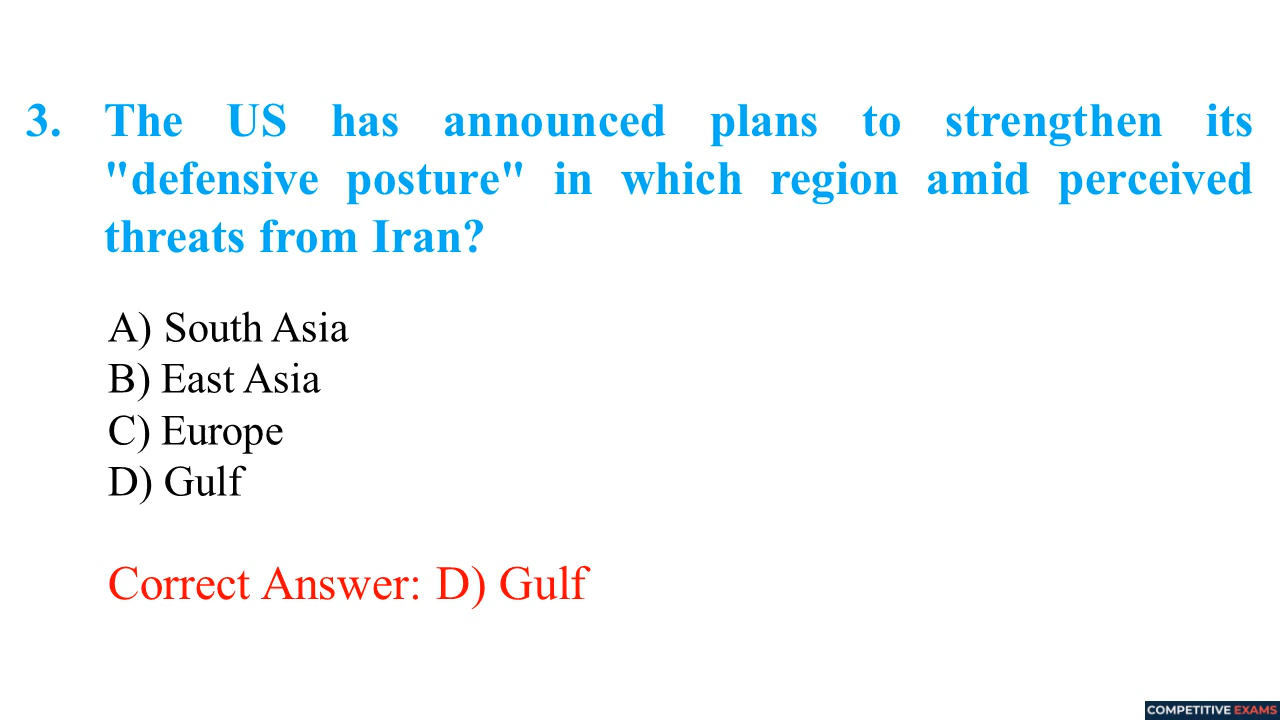 3. The US has announced plans to strengthen its
"defensive posture" in which region amid perceived
threats from Iran?
A) South Asia
B) East Asia
C) Europe
D) Gulf
Correct Answer: D) Gulf
COMPETITIVE EXAMS